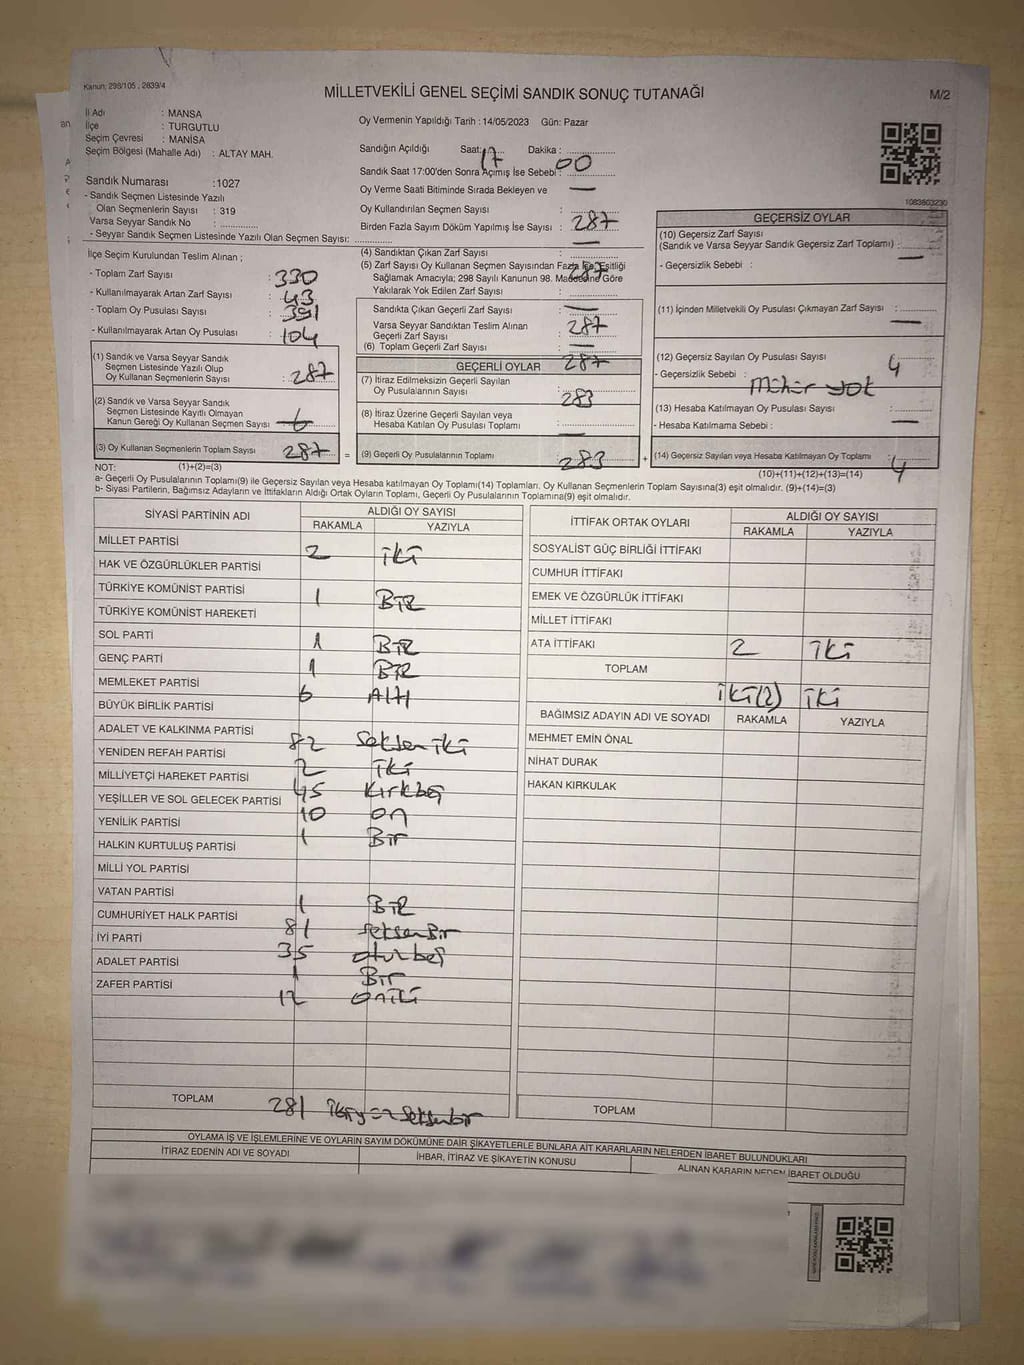 Kanun; 298/105 , 2839/4
MİLLETVEKİLİ GENEL SEÇİMİ SANDIK SONUÇ TUTANAĞI
M/2
İl Adı : MANSA
İlçe : TURGUTLU
Seçim Çevresi : MANİSA
Seçim Bölgesi (Mahalle Adı) : ALTAY MAH.
Sandık Numarası :1027
- Sandık Seçmen Listesinde Yazılı
Olan Seçmenlerin Sayısı : 319
Varsa Seyyar Sandık No : ..............
- Seyyar Sandık Seçmen Listesinde Yazılı Olan Seçmen Sayısı: ..............
Oy Vermenin Yapıldığı Tarih : 14/05/2023 Gün: Pazar
Sandığın Açıldığı Saat: 17 Dakika : 00
Sandık Saat 17:00'den Sonra Açımış İse Sebebi : —
Oy Verme Saati Bitiminde Sırada Bekleyen ve
Oy Kullandırılan Seçmen Sayısı
Birden Fazla Sayım Döküm Yapılmış İse Sayısı : 287
1083603230
İlçe Seçim Kurulundan Teslim Alınan ;
- Toplam Zarf Sayısı : 330
- Kullanılmayarak Artan Zarf Sayısı : 43
- Toplam Oy Pusulası Sayısı : 391
- Kullanılmayarak Artan Oy Pusulası : 104
(1) Sandık ve Varsa Seyyar Sandık
Seçmen Listesinde Yazılı Olup
Oy Kullanan Seçmenlerin Sayısı : 287
(2) Sandık ve Varsa Seyyar Sandık
Seçmen Listesinde Kayıtlı Olmayan
Kanun Gereği Oy Kullanan Seçmen Sayısı
(3) Oy Kullanan Seçmenlerin Toplam Sayısı 287 =
(4) Sandıktan Çıkan Zarf Sayısı : —
(5) Zarf Sayısı Oy Kullanan Seçmen Sayısından Fazla İse, Eşitliği 287
Sağlamak Amacıyla; 298 Sayılı Kanunun 98. Maddesine Göre
Yakılarak Yok Edilen Zarf Sayısı :
Sandıkta Çıkan Geçerli Zarf Sayısı : —
Varsa Seyyar Sandıktan Teslim Alınan
Geçerli Zarf Sayısı : 287
(6) Toplam Geçerli Zarf Sayısı : —
GEÇERLİ OYLAR 287
(7) İtiraz Edilmeksizin Geçerli Sayılan
Oy Pusulalarının Sayısı : 283
(8) İtiraz Üzerine Geçerli Sayılan veya
Hesaba Katılan Oy Pusulası Toplamı : —
(9) Geçerli Oy Pusulalarının Toplamı : 283 +
GEÇERSİZ OYLAR
(10) Geçersiz Zarf Sayısı
(Sandık ve Varsa Seyyar Sandık Geçersiz Zarf Toplamı) : —
- Geçersizlik Sebebi :
(11) İçinden Milletvekili Oy Pusulası Çıkmayan Zarf Sayısı : —
(12) Geçersiz Sayılan Oy Pusulası Sayısı : 4
- Geçersizlik Sebebi : Mühür yok
(13) Hesaba Katılmayan Oy Pusulası Sayısı : —
- Hesaba Katılmama Sebebi :
(14) Geçersiz Sayılan veya Hesaba Katılmayan Oy Toplamı : 4
NOT: (1)+(2)=(3)
(10)+(11)+(12)+(13)=(14)
a- Geçerli Oy Pusulalarının Toplamı(9) ile Geçersiz Sayılan veya Hesaba Katılmayan Oy Toplamı(14) Toplamları, Oy Kullanan Seçmenlerin Toplam Sayısına(3) eşit olmalıdır. (9)+(14)=(3)
b- Siyasi Partilerin, Bağımsız Adayların ve İttifakların Aldığı Ortak Oyların Toplamı, Geçerli Oy Pusulalarının Toplamına(9) eşit olmalıdır.
SİYASİ PARTİNİN ADI ALDIĞI OY SAYISI
RAKAMLA YAZIYLA
MİLLET PARTİSİ 2 iki
HAK VE ÖZGÜRLÜKLER PARTİSİ
TÜRKİYE KOMÜNİST PARTİSİ 1 BİR
TÜRKİYE KOMÜNİST HAREKETİ
SOL PARTİ 1 BİR
GENÇ PARTİ 1 BİR
MEMLEKET PARTİSİ 6 Altı
BÜYÜK BİRLİK PARTİSİ
ADALET VE KALKINMA PARTİSİ 82 Seksen iki
YENİDEN REFAH PARTİSİ 2 iki
MİLLİYETÇİ HAREKET PARTİSİ 45 Kırkbeş
YEŞİLLER VE SOL GELECEK PARTİSİ 10 on
YENİLİK PARTİSİ 1 Bir
HALKIN KURTULUŞ PARTİSİ
MİLLİ YOL PARTİSİ
VATAN PARTİSİ 1 BİR
CUMHURİYET HALK PARTİSİ 81 seksenBir
İYİ PARTİ 35 oturbeş
ADALET PARTİSİ 1 Bir
ZAFER PARTİSİ 12 oniki
TOPLAM 281 ikiyüzseksenbir
İTTİFAK ORTAK OYLARI ALDIĞI OY SAYISI
RAKAMLA YAZIYLA
SOSYALİST GÜÇ BİRLİĞİ İTTİFAKI
CUMHUR İTTİFAKI
EMEK VE ÖZGÜRLÜK İTTİFAKI
MİLLET İTTİFAKI
ATA İTTİFAKI 2 iki
TOPLAM iki(2) iki
BAĞIMSIZ ADAYIN ADI VE SOYADI RAKAMLA YAZIYLA
MEHMET EMİN ÖNAL
NİHAT DURAK
HAKAN KIRKULAK
TOPLAM
OYLAMA İŞ VE İŞLEMLERİNE VE OYLARIN SAYIM DÖKÜMÜNE DAİR ŞİKAYETLERLE BUNLARA AİT KARARLARIN NELERDEN İBARET BULUNDUKLARI
İTİRAZ EDENİN ADI VE SOYADI İHBAR, İTİRAZ VE ŞİKAYETİN KONUSU ALINAN KARARIN NEDEN İBARET OLDUĞU